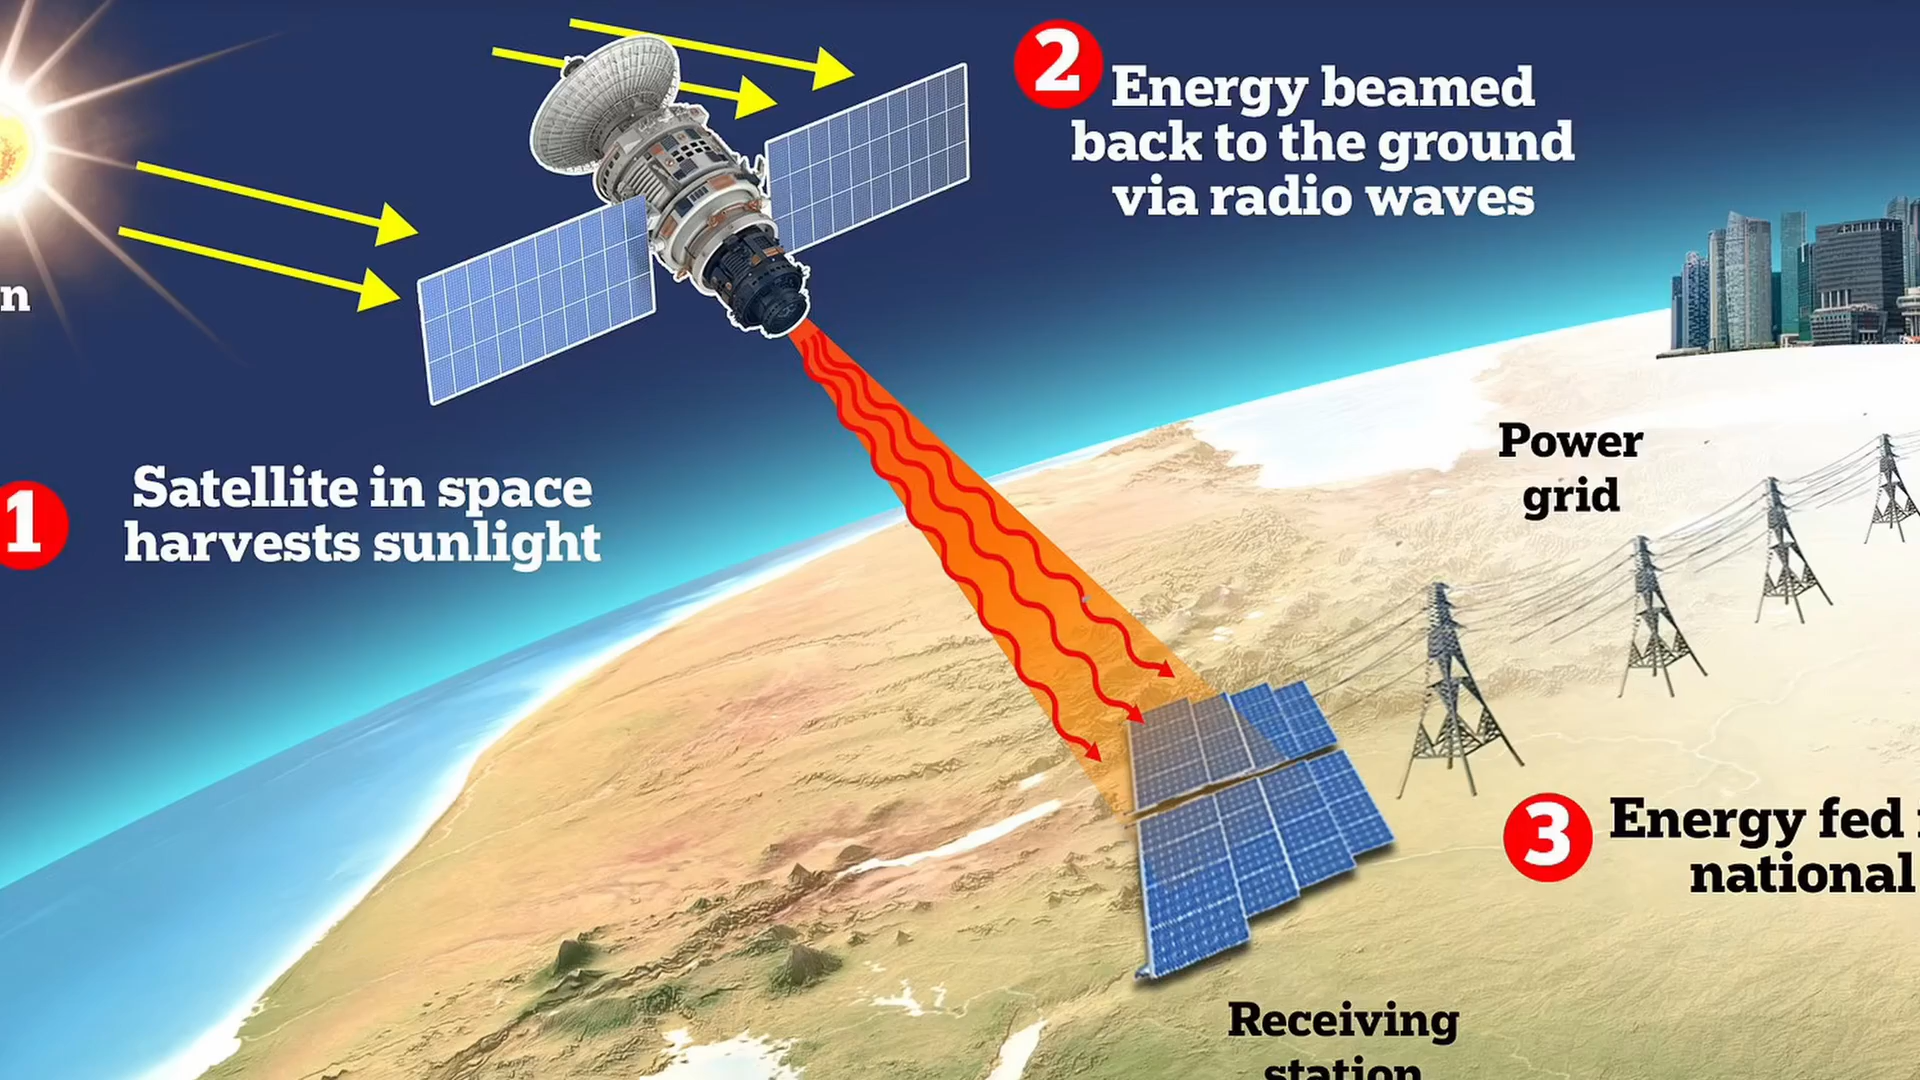 1
Satellite in space
harvests sunlight
2
Energy beamed
back to the ground
via radio waves
Power
grid
3
Energy fed
national
Receiving
station